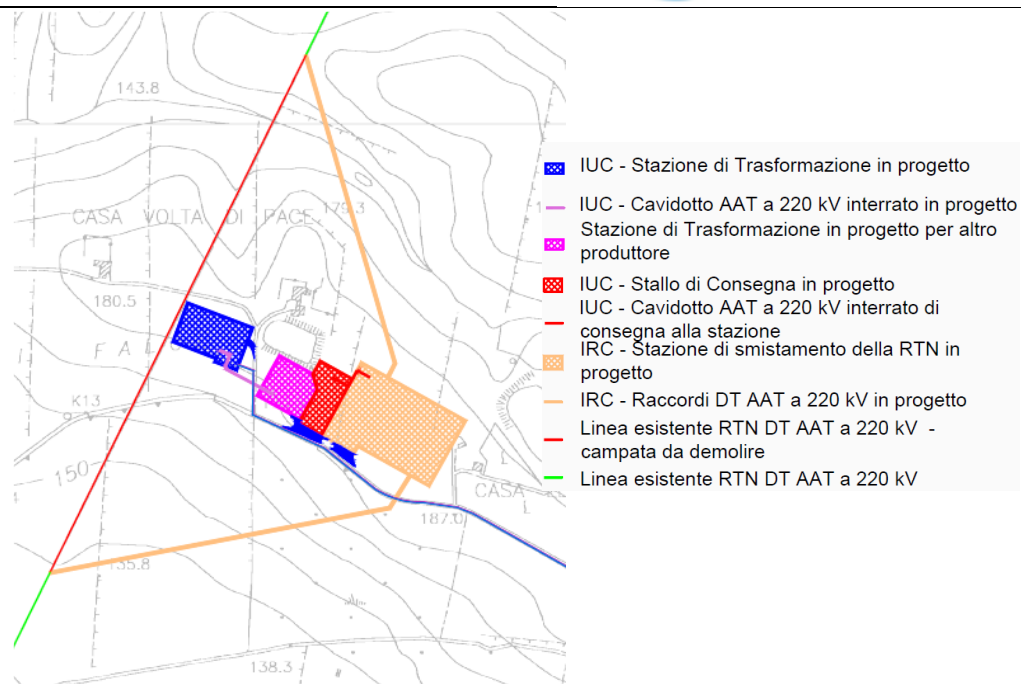 143.8
CASA VOLTA DI PACE
179.3
180.5
F A
K13
150
CASA
L
L
187.0
135.8
138.3
IUC - Stazione di Trasformazione in progetto
IUC - Cavidotto AAT a 220 kV interrato in progetto
Stazione di Trasformazione in progetto per altro
produttore
IUC - Stallo di Consegna in progetto
IUC - Cavidotto AAT a 220 kV interrato di
consegna alla stazione
IRC - Stazione di smistamento della RTN in
progetto
IRC - Raccordi DT AAT a 220 kV in progetto
Linea esistente RTN DT AAT a 220 kV -
campata da demolire
Linea esistente RTN DT AAT a 220 kV